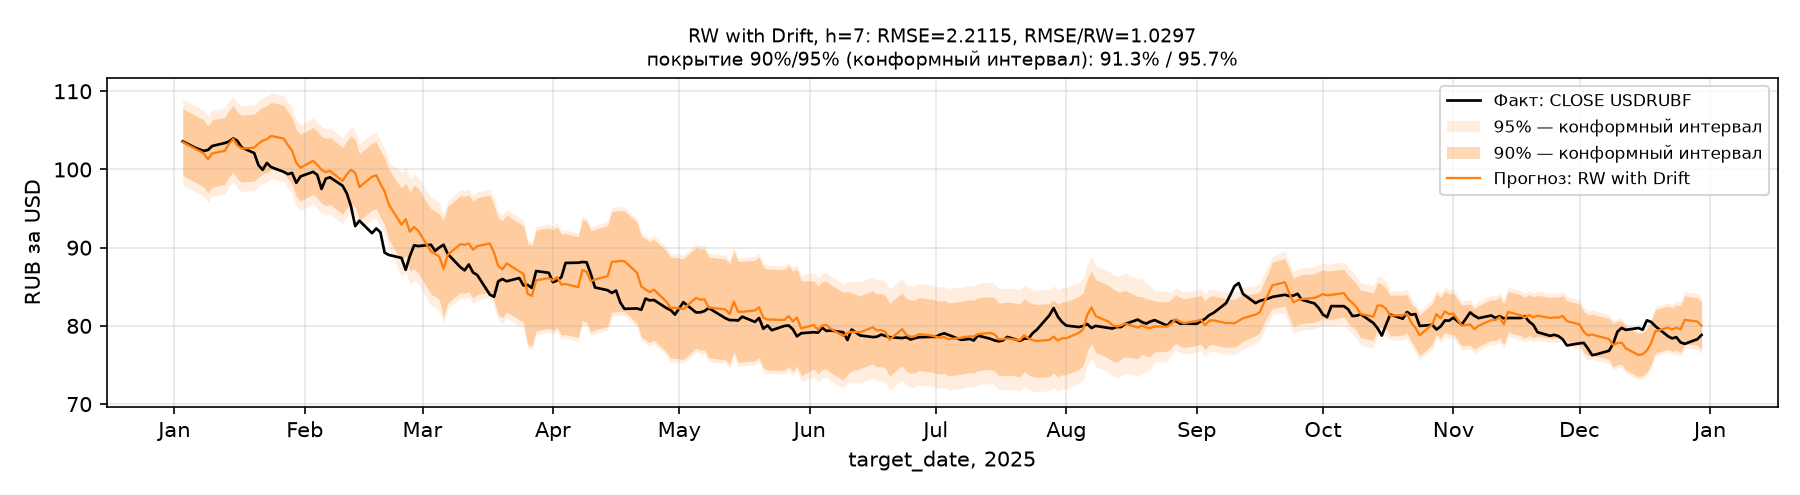 RW with Drift, h=7: RMSE=2.2115, RMSE/RW=1.0297
покрытие 90%/95% (конформный интервал): 91.3% / 95.7%
110
100
90
80
70
RUB за USD
Факт: CLOSE USDRUBF
95% — конформный интервал
90% — конформный интервал
Прогноз: RW with Drift
Jan Feb Mar Apr May Jun Jul Aug Sep Oct Nov Dec Jan
target_date, 2025